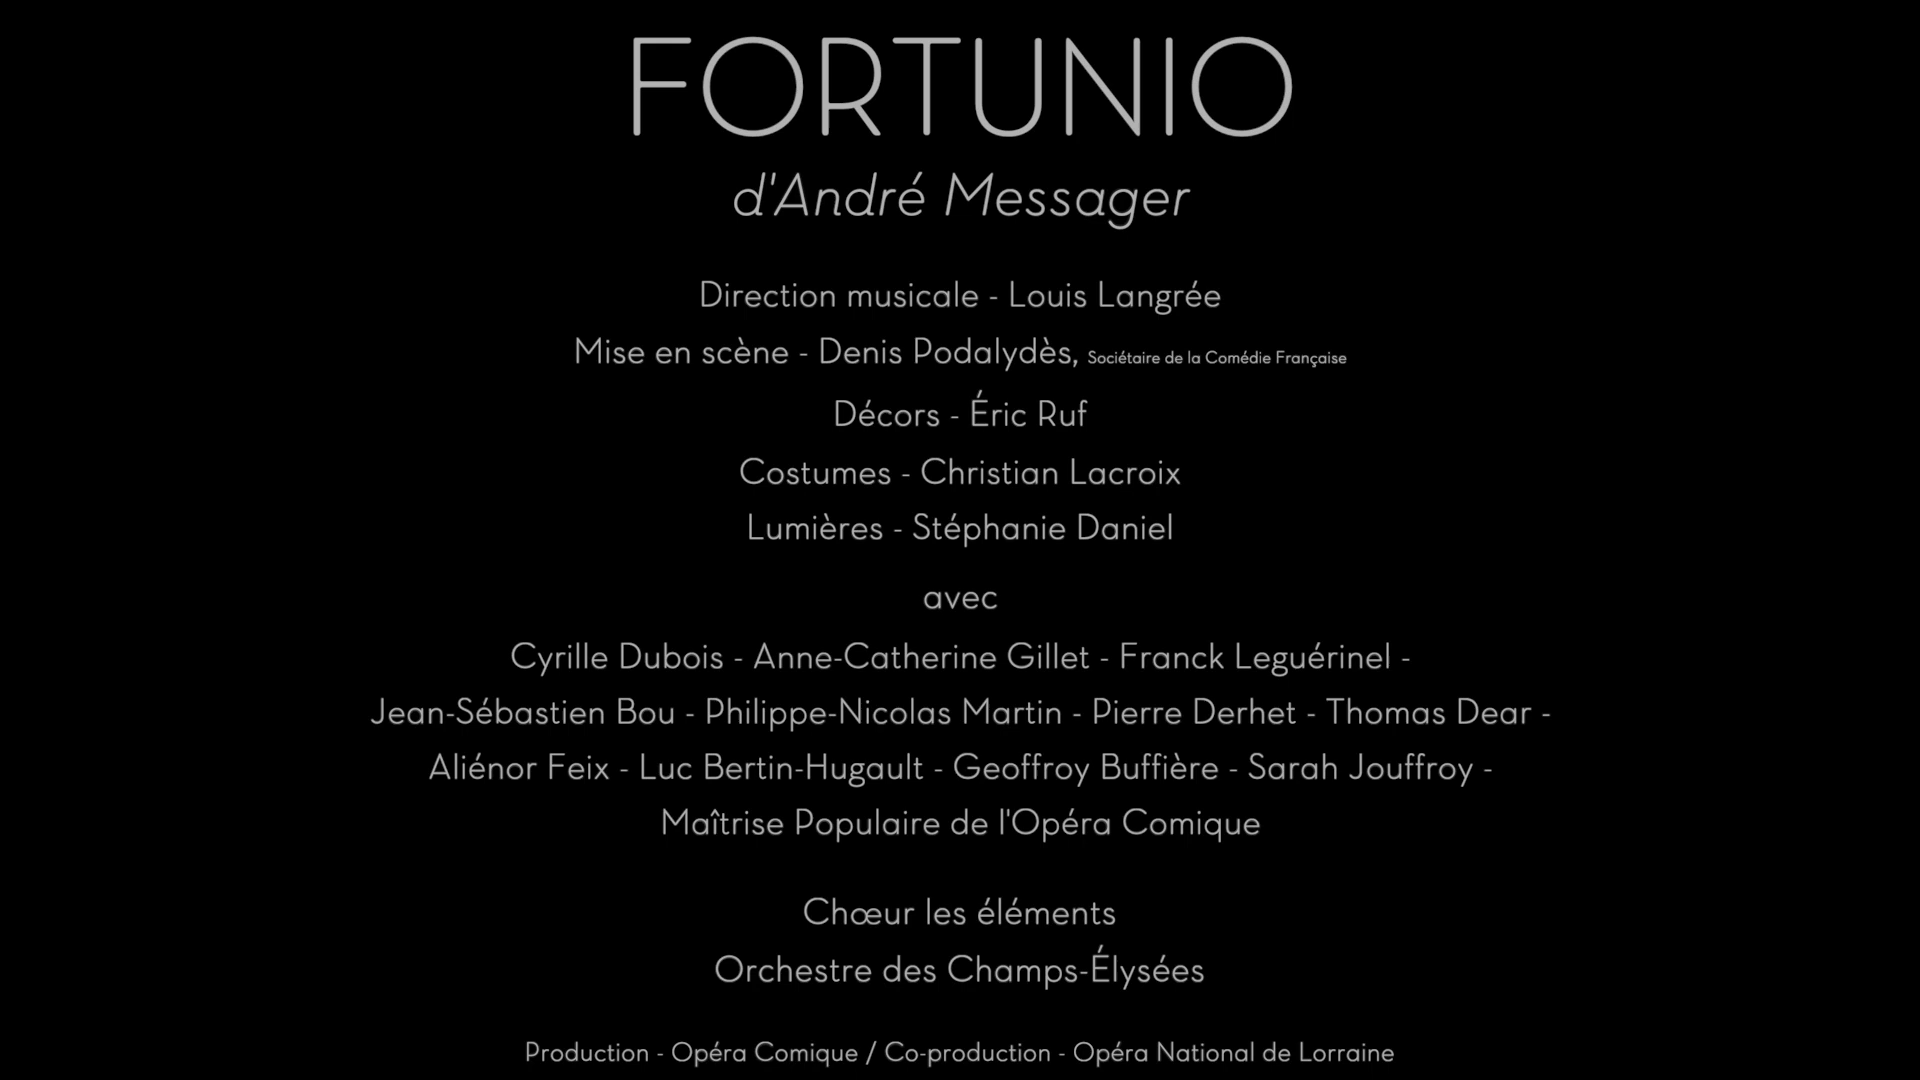 FORTUNIO
d'André Messager
Direction musicale - Louis Langrée
Mise en scène - Denis Podalydès, Sociétaire de la Comédie Française
Décors - Éric Ruf
Costumes - Christian Lacroix
Lumières - Stéphanie Daniel
avec
Cyrille Dubois - Anne-Catherine Gillet - Franck Leguérinel -
Jean-Sébastien Bou - Philippe-Nicolas Martin - Pierre Derhet - Thomas Dear -
Aliénor Feix - Luc Bertin-Hugault - Geoffroy Buffière - Sarah Jouffroy -
Maîtrise Populaire de l'Opéra Comique
Chœur les éléments
Orchestre des Champs-Élysées
Production - Opéra Comique / Co-production - Opéra National de Lorraine